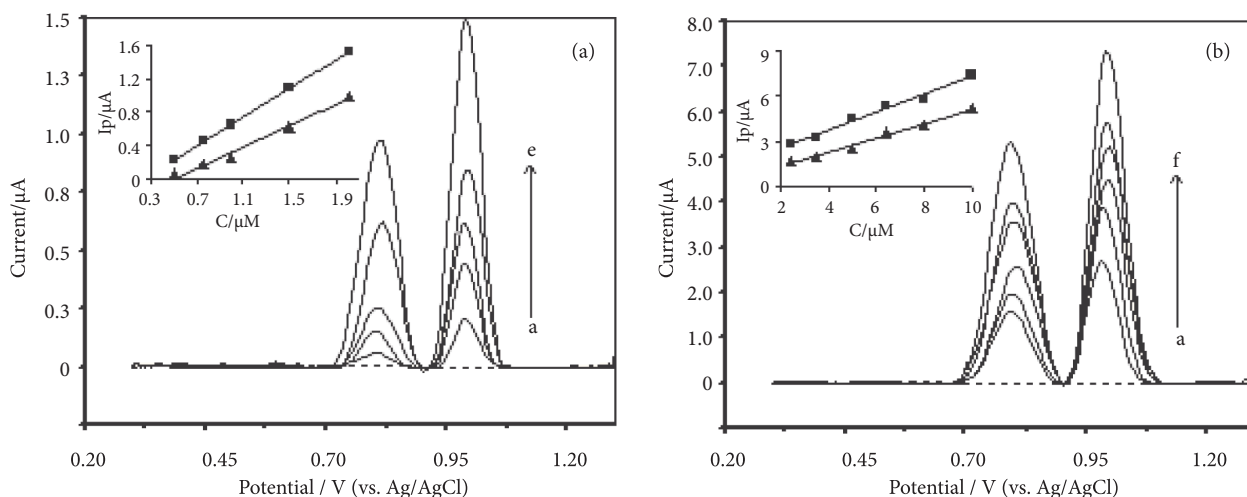 (a)
1.5
1.3
1.0
0.8
0.5
0.3
0
Current/μA
0.20 0.45 0.70 0.95 1.20
Potential / V (vs. Ag/AgCl)
e
a
1.6
1.2
0.8
0.4
0
Ip/μA
0.3 0.7 1.1 1.5 1.9
C/μM
(b)
8.0
7.0
6.0
5.0
4.0
3.0
2.0
1.0
0
Current/μA
0.20 0.45 0.70 0.95 1.20
Potential / V (vs. Ag/AgCl)
f
a
9
6
3
0
Ip/μA
2 4 6 8 10
C/μM